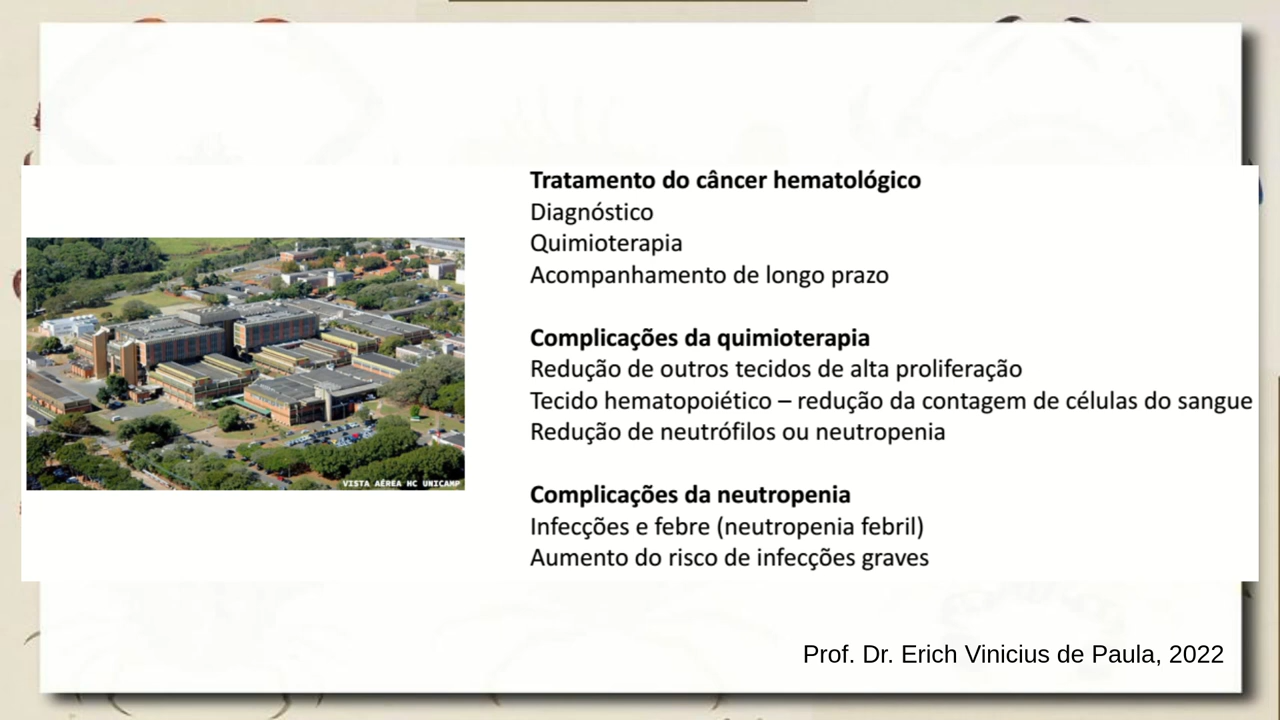 Tratamento do câncer hematológico
Diagnóstico
Quimioterapia
Acompanhamento de longo prazo
Complicações da quimioterapia
Redução de outros tecidos de alta proliferação
Tecido hematopoiético – redução da contagem de células do sangue
Redução de neutrófilos ou neutropenia
Complicações da neutropenia
Infecções e febre (neutropenia febril)
Aumento do risco de infecções graves
VISTA AÉREA HC UNICAMP
Prof. Dr. Erich Vinicius de Paula, 2022